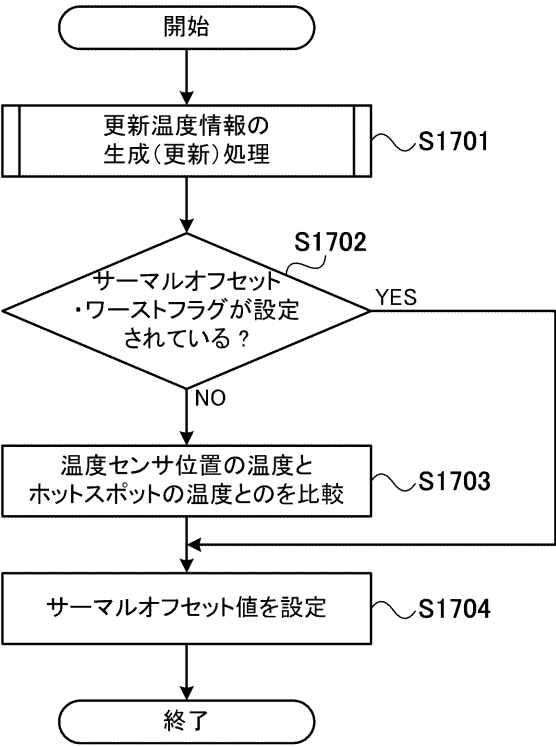 開始
更新温度情報の
生成(更新)処理
S1701
S1702
サーマルオフセット
・ワーストフラグが設定
されている?
YES
NO
温度センサ位置の温度と
ホットスポットの温度とのを比較
S1703
サーマルオフセット値を設定
S1704
終了